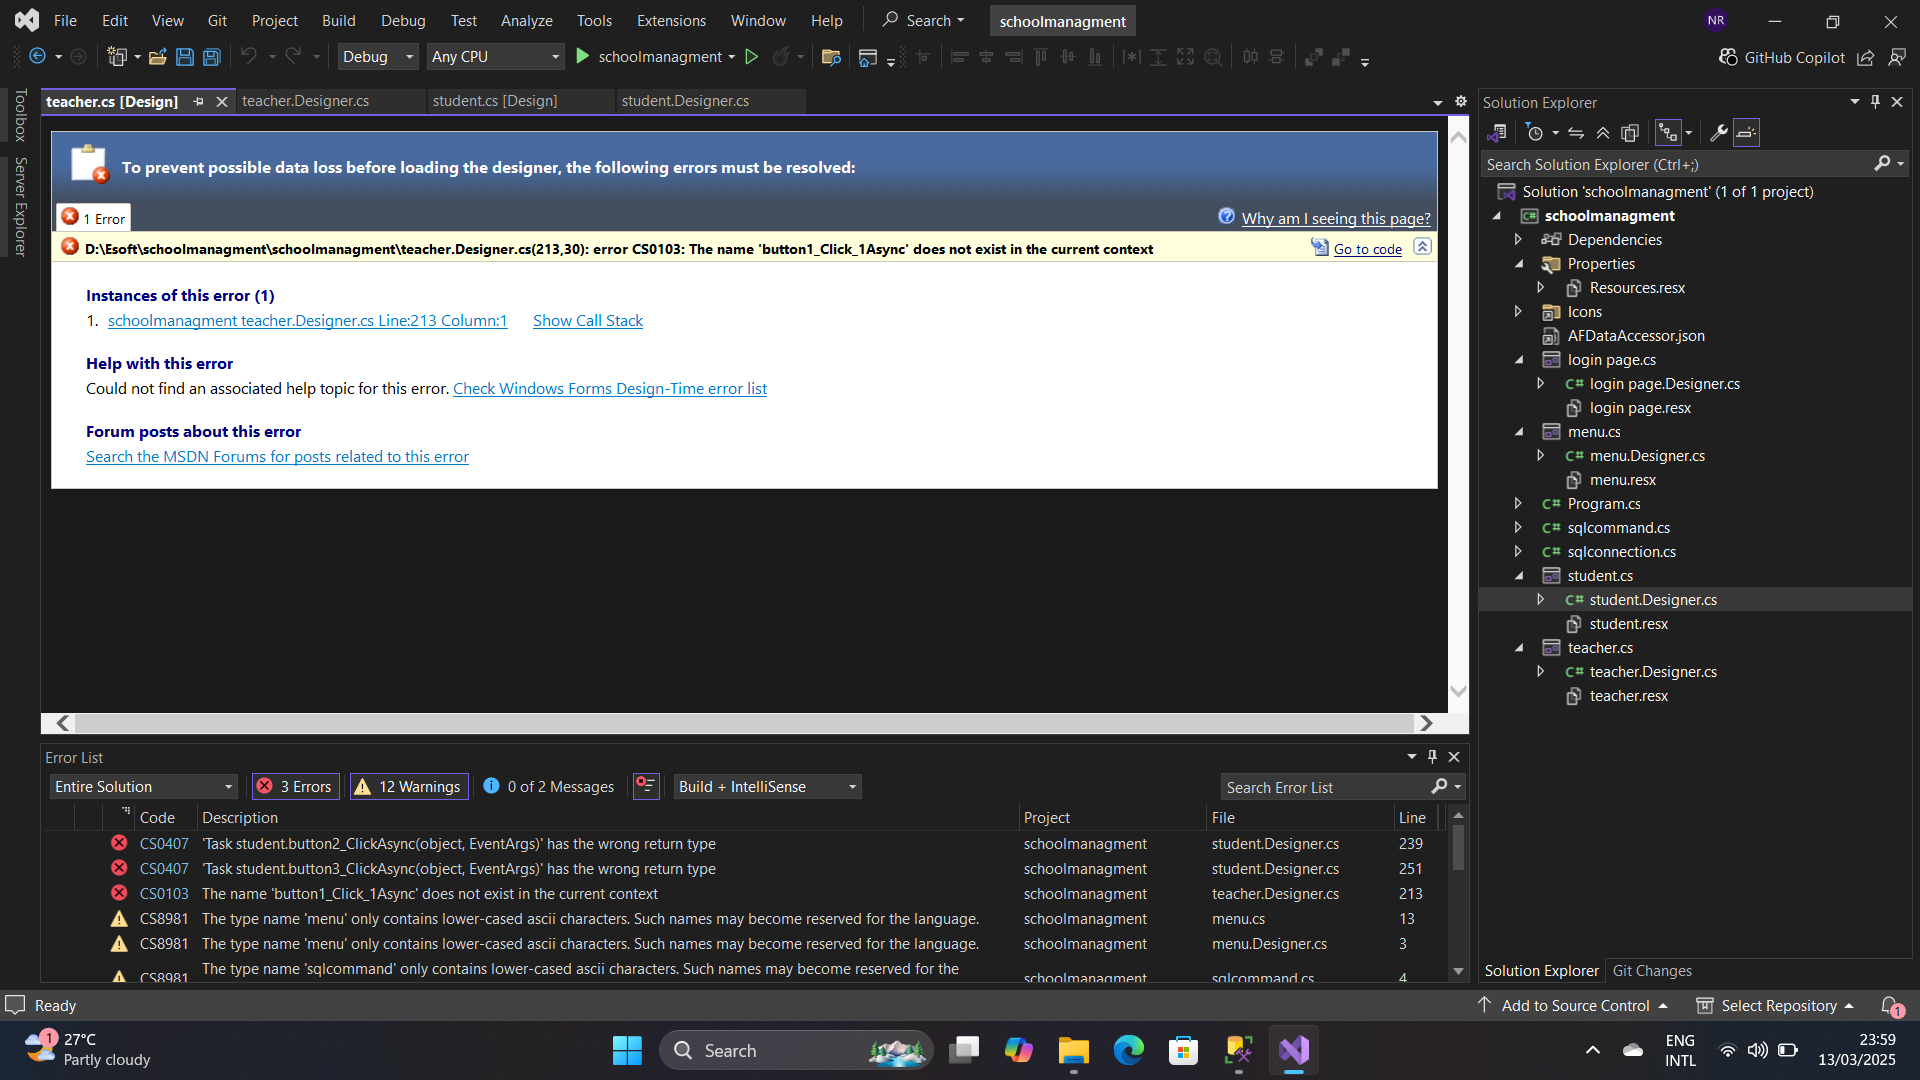 File Edit View Git Project Build Debug Test Analyze Tools Extensions Window Help Search schoolmanagment NR
Debug Any CPU schoolmanagment GitHub Copilot
Toolbox
Server Explorer
teacher.cs [Design] teacher.Designer.cs student.cs [Design] student.Designer.cs
To prevent possible data loss before loading the designer, the following errors must be resolved:
1 Error
Why am I seeing this page?
D:\Esoft\schoolmanagment\schoolmanagment\teacher.Designer.cs(213,30): error CS0103: The name 'button1_Click_1Async' does not exist in the current context Go to code
Instances of this error (1)
1. schoolmanagment teacher.Designer.cs Line:213 Column:1 Show Call Stack
Help with this error
Could not find an associated help topic for this error. Check Windows Forms Design-Time error list
Forum posts about this error
Search the MSDN Forums for posts related to this error
Solution Explorer
Search Solution Explorer (Ctrl+;)
Solution 'schoolmanagment' (1 of 1 project)
C# schoolmanagment
Dependencies
Properties
Resources.resx
Icons
AFDataAccessor.json
login page.cs
C# login page.Designer.cs
login page.resx
menu.cs
C# menu.Designer.cs
menu.resx
C# Program.cs
C# sqlcommand.cs
C# sqlconnection.cs
student.cs
C# student.Designer.cs
student.resx
teacher.cs
C# teacher.Designer.cs
teacher.resx
Solution Explorer Git Changes
Error List
Entire Solution 3 Errors 12 Warnings 0 of 2 Messages Build + IntelliSense Search Error List
Code Description Project File Line
CS0407 'Task student.button2_ClickAsync(object, EventArgs)' has the wrong return type schoolmanagment student.Designer.cs 239
CS0407 'Task student.button3_ClickAsync(object, EventArgs)' has the wrong return type schoolmanagment student.Designer.cs 251
CS0103 The name 'button1_Click_1Async' does not exist in the current context schoolmanagment teacher.Designer.cs 213
CS8981 The type name 'menu' only contains lower-cased ascii characters. Such names may become reserved for the language. schoolmanagment menu.cs 13
CS8981 The type name 'menu' only contains lower-cased ascii characters. Such names may become reserved for the language. schoolmanagment menu.Designer.cs 3
The type name 'sqlcommand' only contains lower-cased ascii characters. Such names may become reserved for the
CS8981 schoolmanagment sqlcommand.cs 4
Ready Add to Source Control Select Repository 1
1 27°C
Partly cloudy
Search
ENG
INTL
23:59
13/03/2025